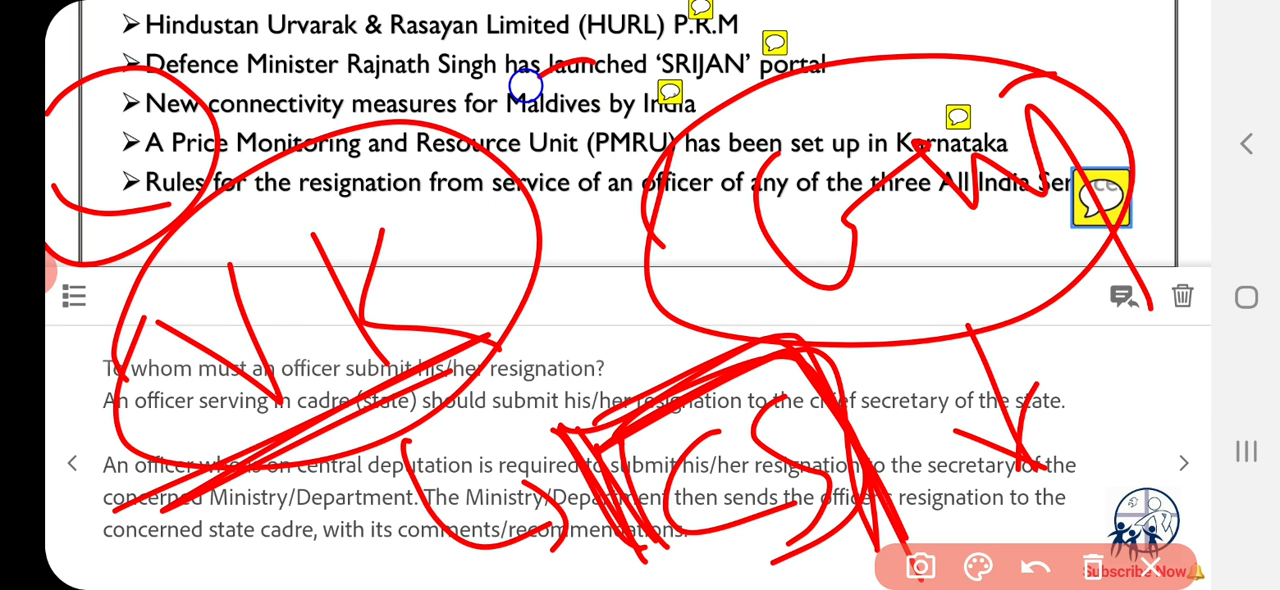 ➢Hindustan Urvarak & Rasayan Limited (HURL) P.R.M
➢Defence Minister Rajnath Singh has launched ‘SRIJAN’ portal
➢New connectivity measures for Maldives by India
➢A Price Monitoring and Resource Unit (PMRU) has been set up in Karnataka
➢Rules for the resignation from service of an officer of any of the three All India Service
To whom must an officer submit his/her resignation?
An officer serving in cadre (state) should submit his/her resignation to the chief secretary of the state.
An officer who is on central deputation is required to submit his/her resignation to the secretary of the
concerned Ministry/Department. The Ministry/Department then sends the officer's resignation to the
concerned state cadre, with its comments/recommendations.
Subscribe Now